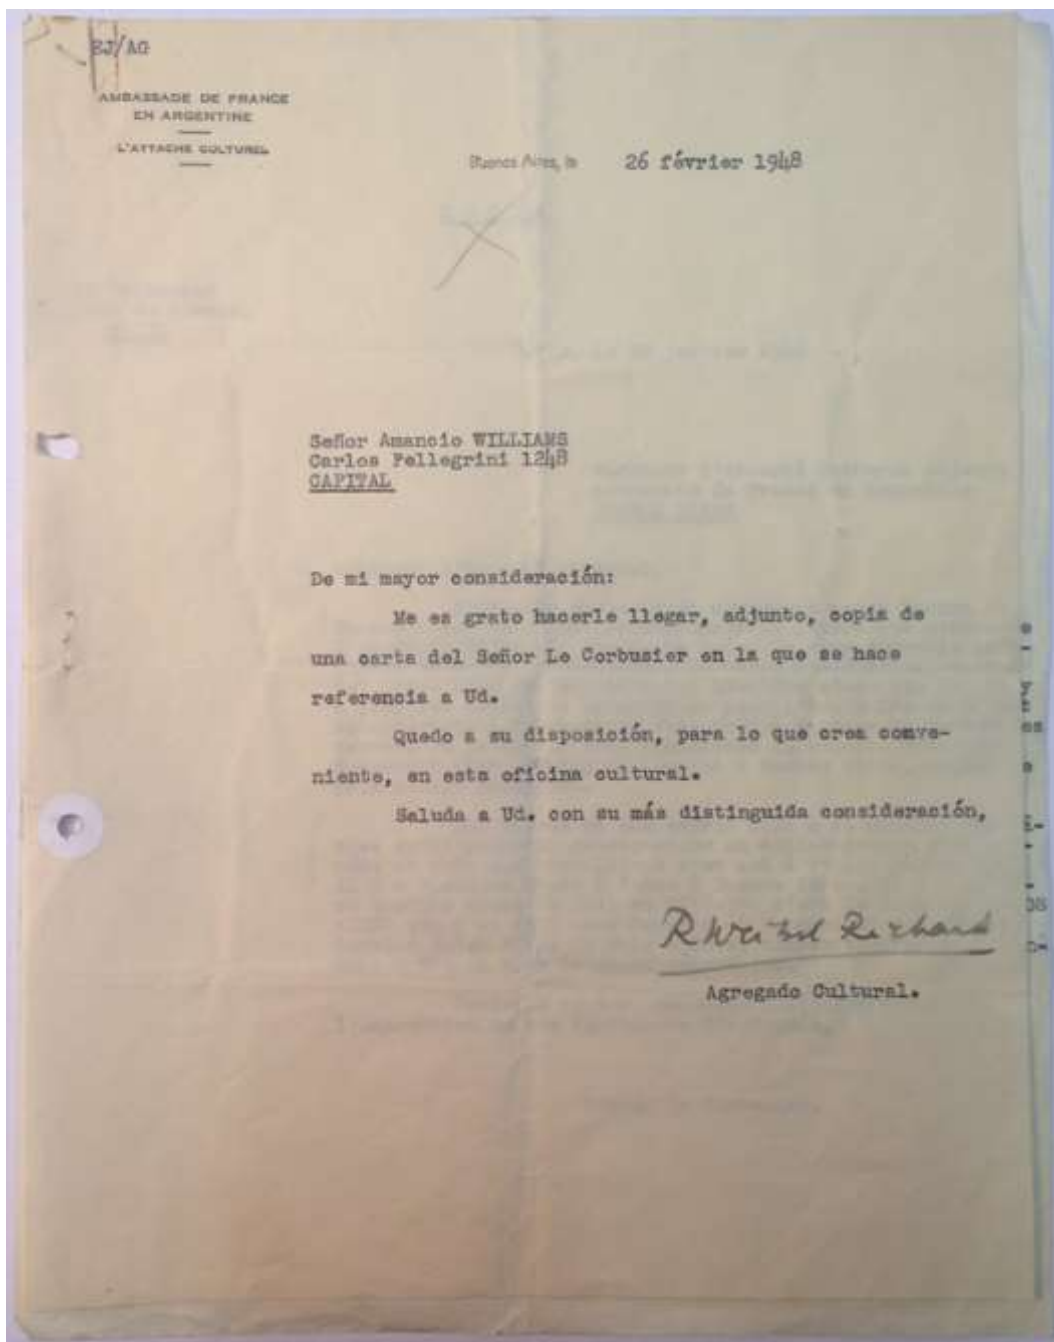 EJ/AG
AMBASSADE DE FRANCE
EN ARGENTINE
L'ATTACHÉ CULTUREL
Buenos Aires, le 26 février 1948
Señor Amancio WILLIAMS
Carlos Pellegrini 1248
CAPITAL
De mi mayor consideración:
Me es grato hacerle llegar, adjunto, copia de
una carta del Señor Le Corbusier en la que se hace
referencia a Ud.
Quedo a su disposición, para lo que crea conve-
niente, en esta oficina cultural.
Saluda a Ud. con su más distinguida consideración,
Agregado Cultural.